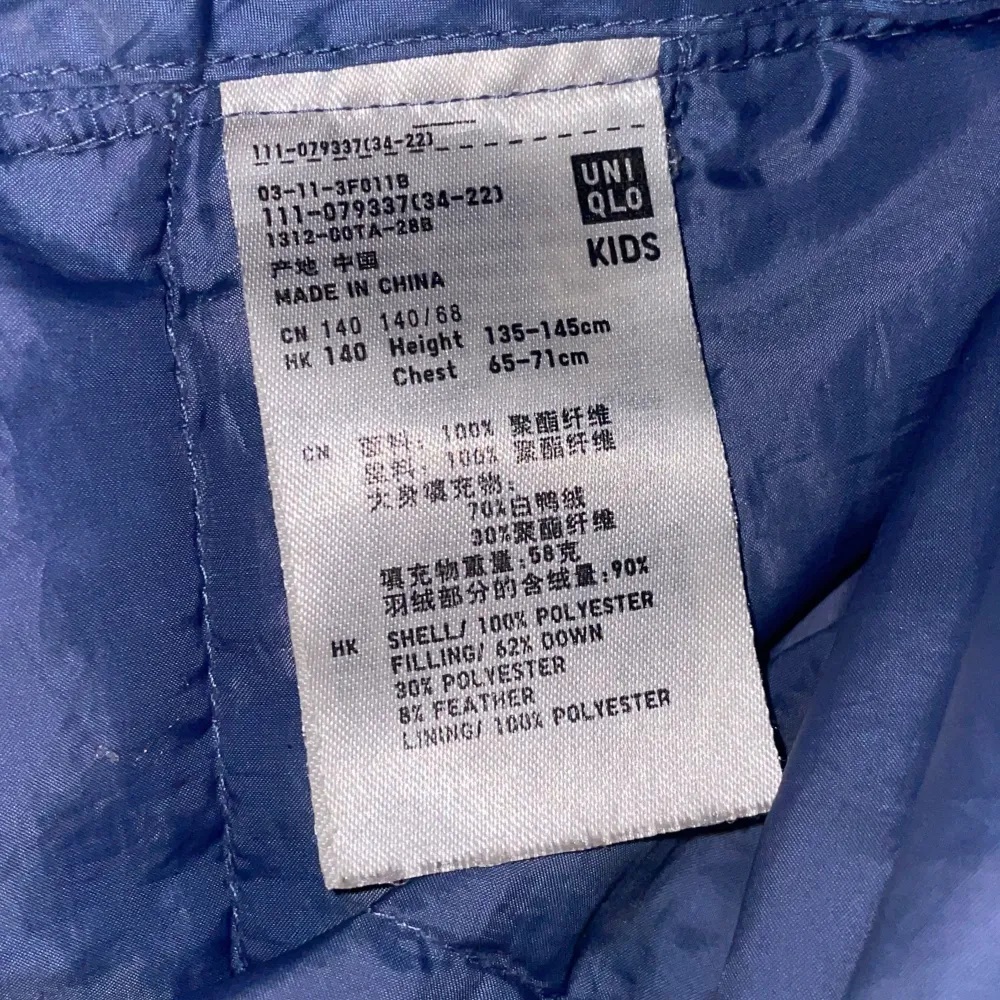 111-079337(34-22)
UNI
QLO
KIDS
03-11-3F011B
111-079337(34-22)
1312-00TA-28B
产地 中国
MADE IN CHINA
CN 140 140/68
HK 140 Height 135-145cm
Chest 65-71cm
CN 面料: 100% 聚酯纤维
里料: 100% 聚酯纤维
大身填充物:
70%白鸭绒
30%聚酯纤维
填充物重量:58克
羽绒部分的含绒量:90%
HK SHELL/ 100% POLYESTER
FILLING/ 62% DOWN
30% POLYESTER
8% FEATHER
LINING/ 100% POLYESTER